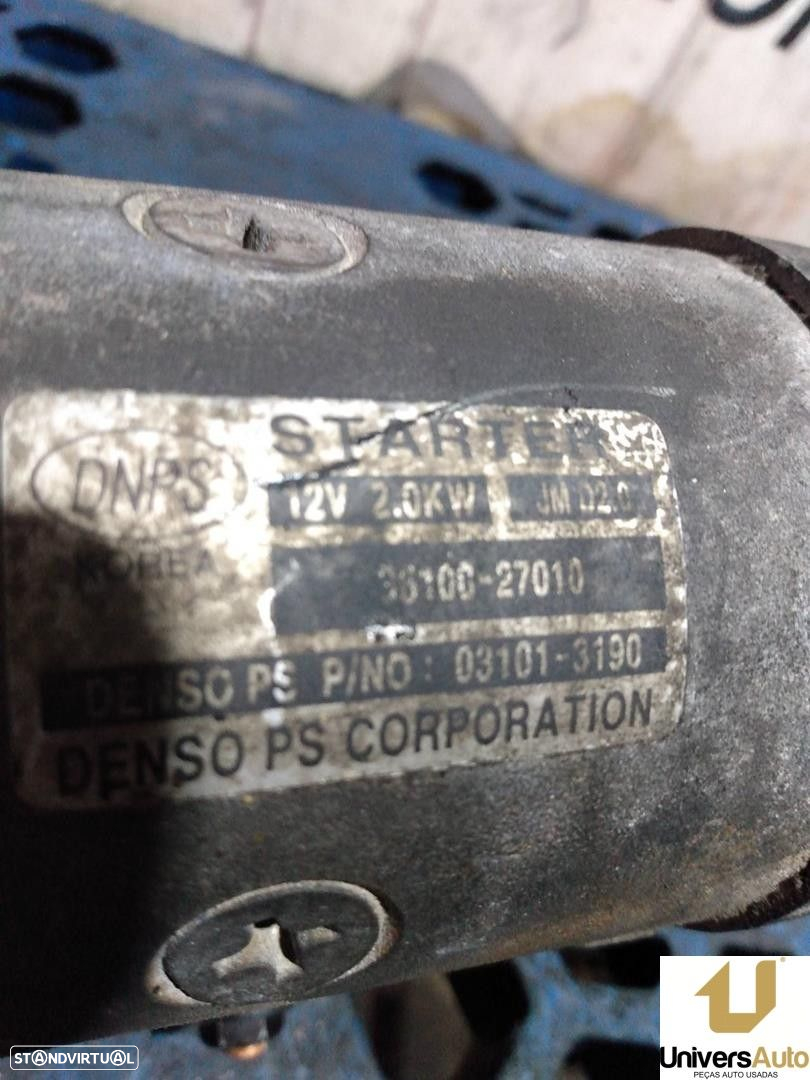 STARTER
DNPS
12V 2.0KW JM D2.0
KOREA
36100-27010
DENSO PS P/NO: 03101-3190
DENSO PS CORPORATION
STANDVIRTUAL
UniversAuto
PEÇAS AUTO USADAS